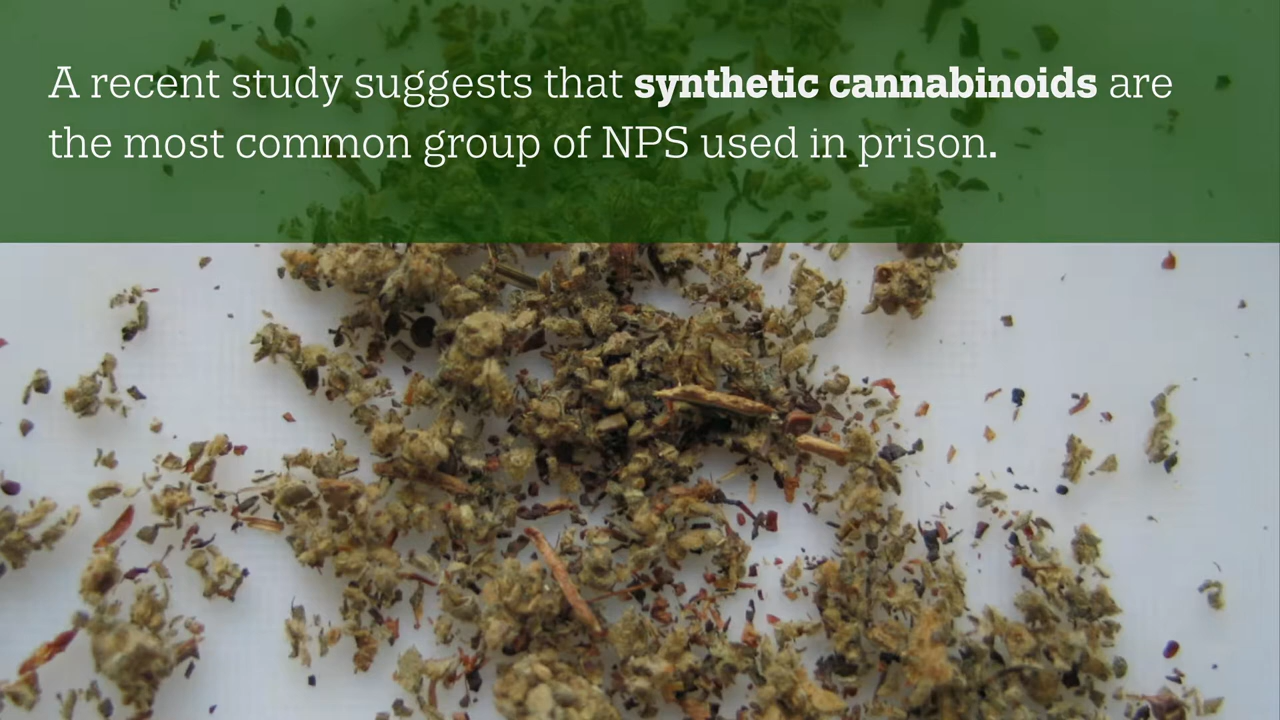 A recent study suggests that synthetic cannabinoids are
the most common group of NPS used in prison.